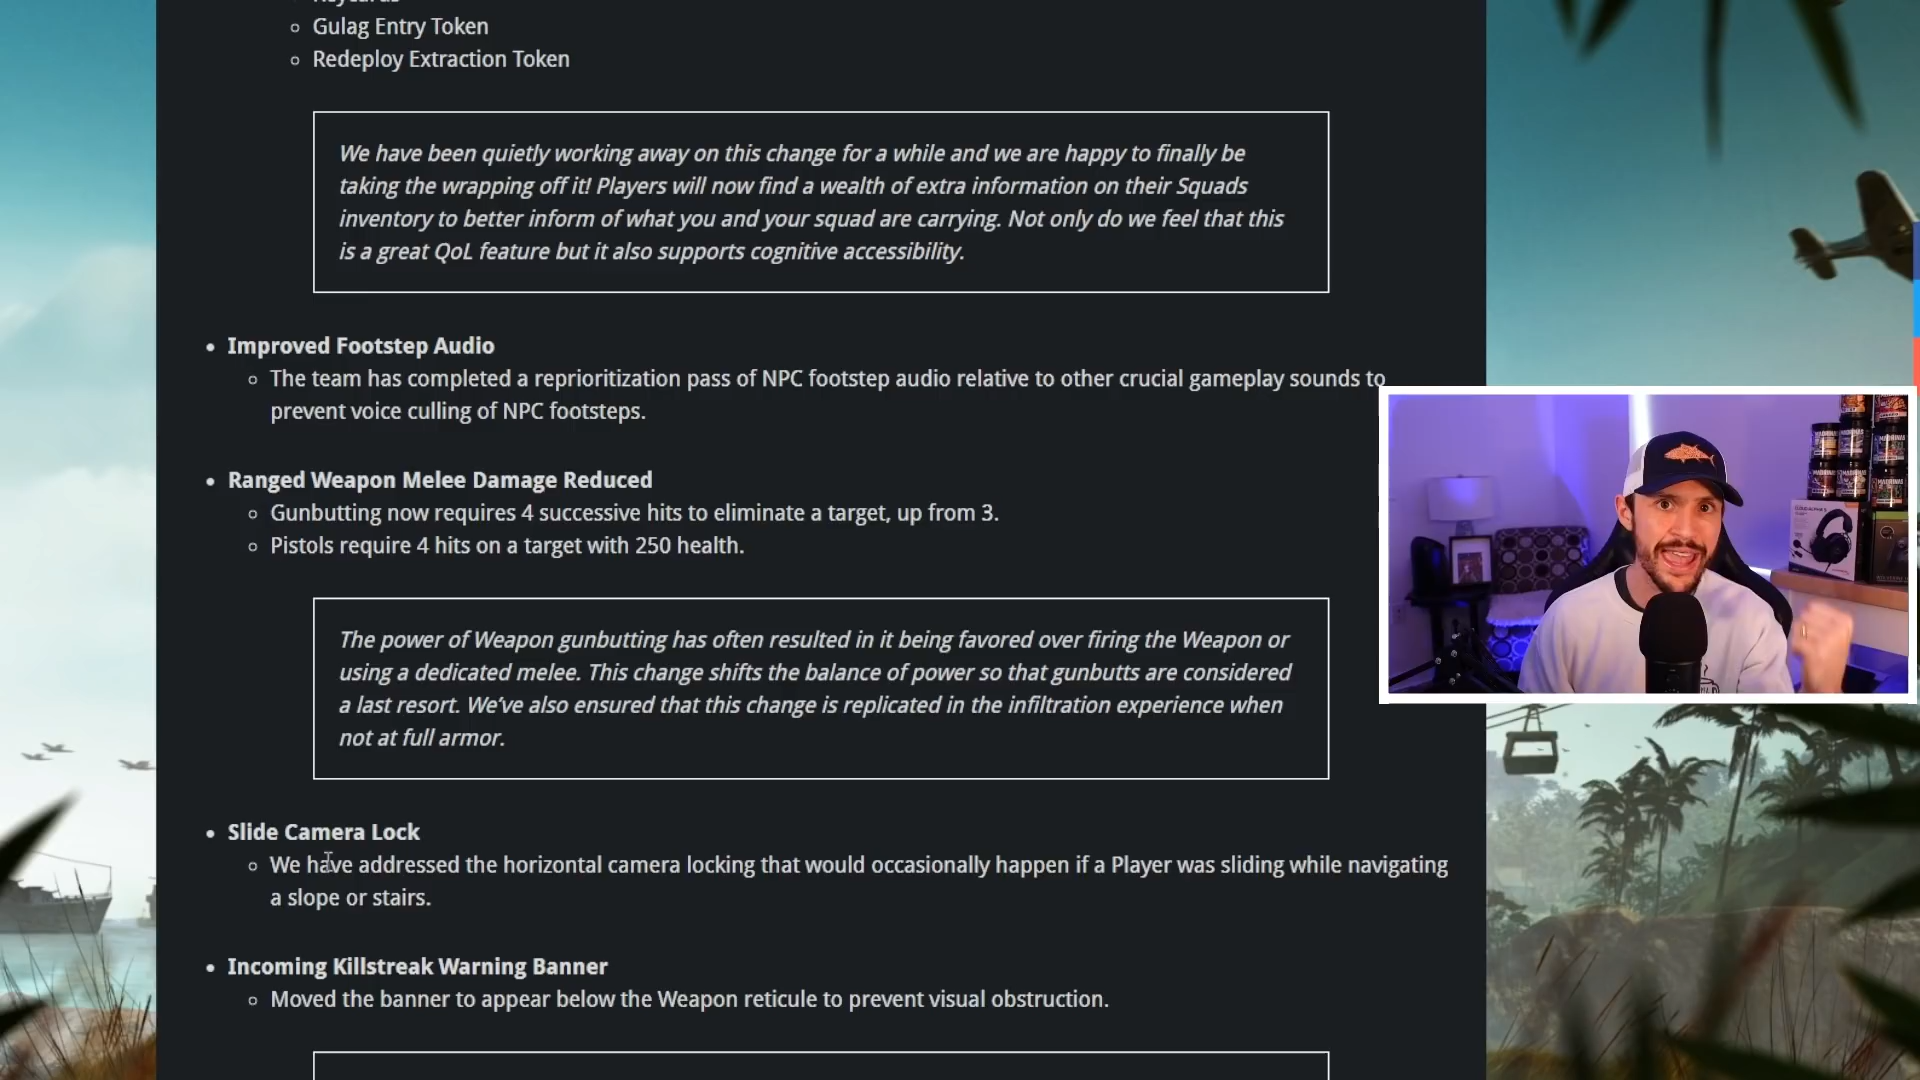 Gulag Entry Token
Redeploy Extraction Token
We have been quietly working away on this change for a while and we are happy to finally be
taking the wrapping off it! Players will now find a wealth of extra information on their Squads
inventory to better inform of what you and your squad are carrying. Not only do we feel that this
is a great QoL feature but it also supports cognitive accessibility.
Improved Footstep Audio
The team has completed a reprioritization pass of NPC footstep audio relative to other crucial gameplay sounds to
prevent voice culling of NPC footsteps.
Ranged Weapon Melee Damage Reduced
Gunbutting now requires 4 successive hits to eliminate a target, up from 3.
Pistols require 4 hits on a target with 250 health.
The power of Weapon gunbutting has often resulted in it being favored over firing the Weapon or
using a dedicated melee. This change shifts the balance of power so that gunbutts are considered
a last resort. We've also ensured that this change is replicated in the infiltration experience when
not at full armor.
Slide Camera Lock
We have addressed the horizontal camera locking that would occasionally happen if a Player was sliding while navigating
a slope or stairs.
Incoming Killstreak Warning Banner
Moved the banner to appear below the Weapon reticule to prevent visual obstruction.